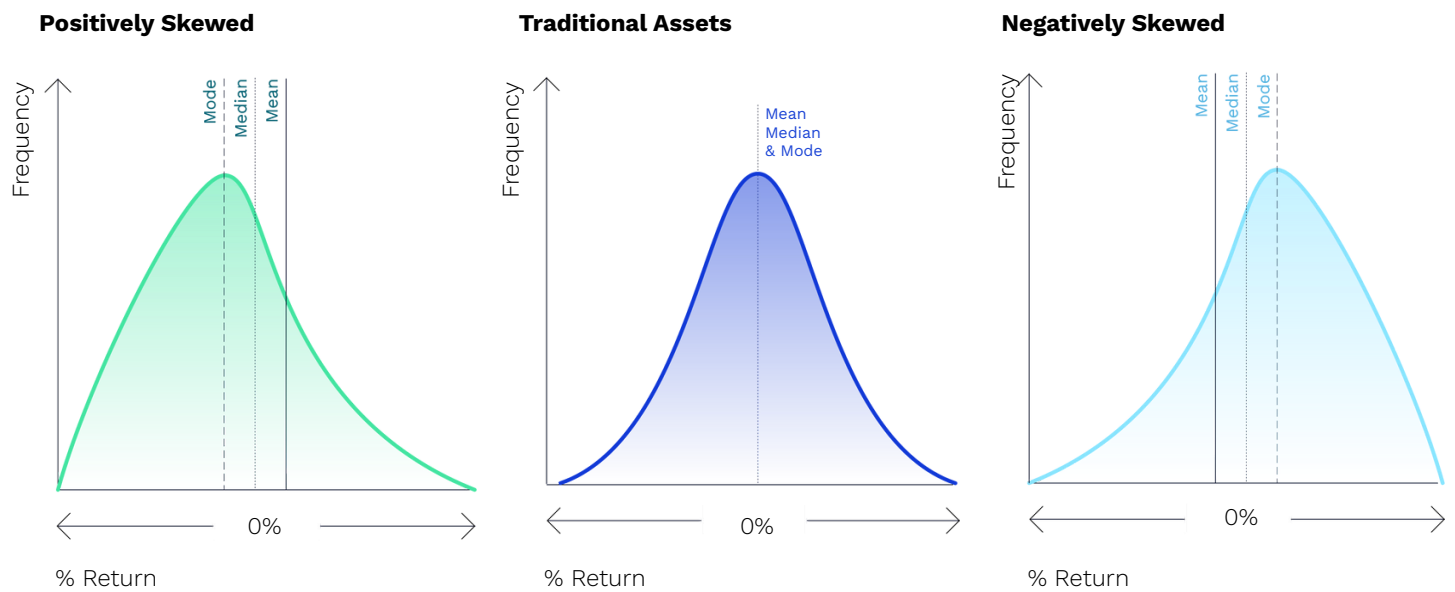 Positively Skewed
Frequency
Mode
Median
Mean
0%
% Return
Traditional Assets
Frequency
Mean
Median
& Mode
0%
% Return
Negatively Skewed
Frequency
Mean
Median
Mode
0%
% Return